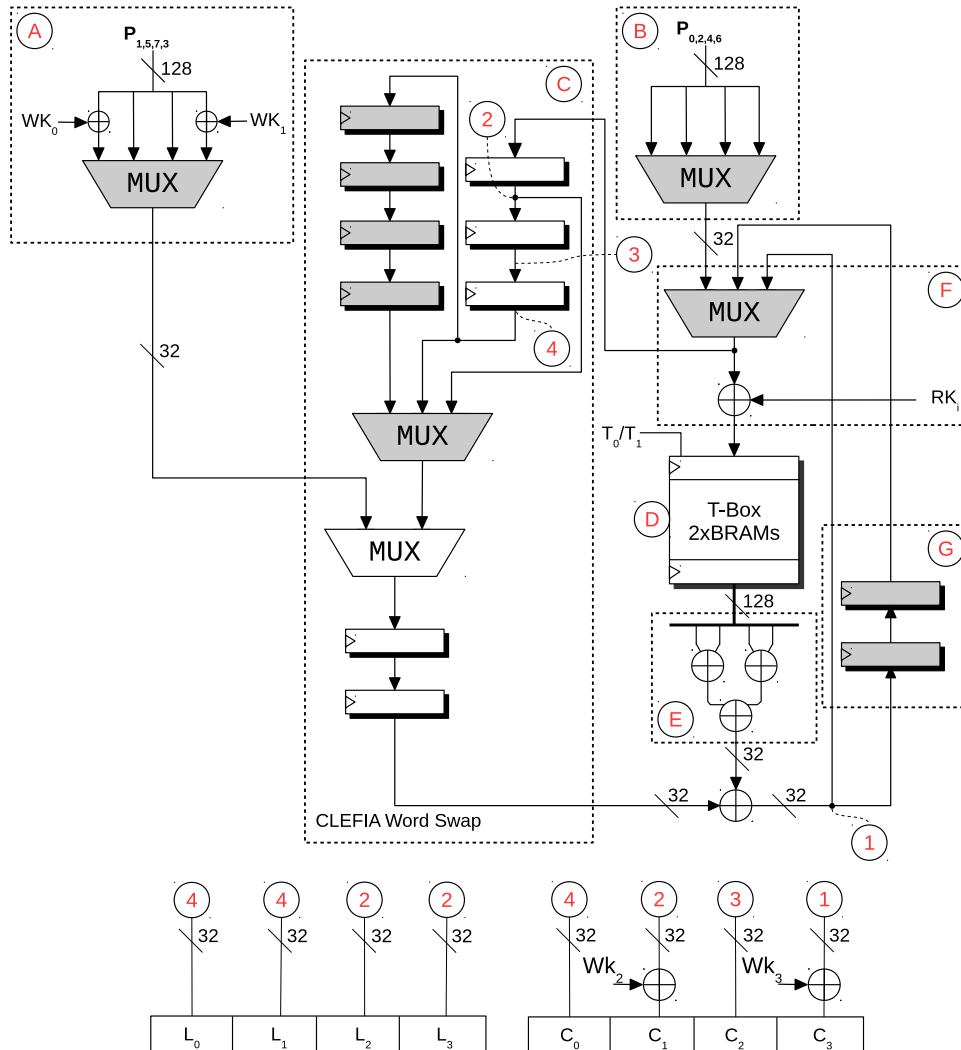 A
P1,5,7,3
128
WK0
WK1
MUX
B
P0,2,4,6
128
MUX
32
C
2
3
4
F
MUX
RKi
32
MUX
T0/T1
D
T-Box
2xBRAMs
MUX
G
128
E
32
32
32
CLEFIA Word Swap
1
4
4
2
2
4
2
3
1
32
32
32
32
32
32
32
32
Wk2
Wk3
L0
L1
L2
L3
C0
C1
C2
C3